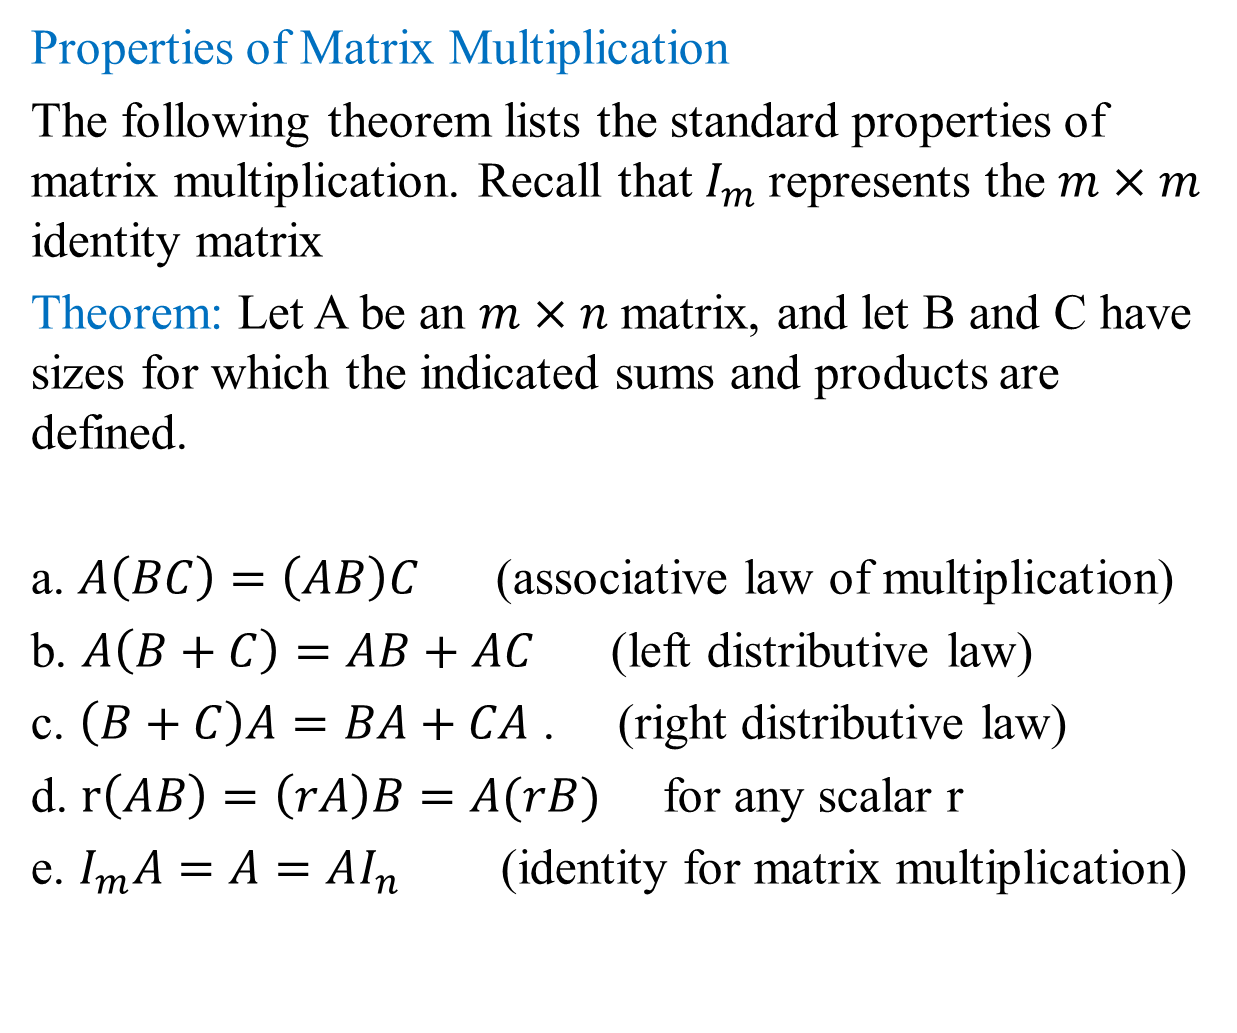 Properties of Matrix Multiplication
The following theorem lists the standard properties of
matrix multiplication. Recall that 𝐼ₘ represents the 𝑚 × 𝑚
identity matrix
Theorem: Let A be an 𝑚 × 𝑛 matrix, and let B and C have
sizes for which the indicated sums and products are
defined.
a. 𝐴(𝐵𝐶) = (𝐴𝐵)𝐶 (associative law of multiplication)
b. 𝐴(𝐵 + 𝐶) = 𝐴𝐵 + 𝐴𝐶 (left distributive law)
c. (𝐵 + 𝐶)𝐴 = 𝐵𝐴 + 𝐶𝐴 . (right distributive law)
d. r(𝐴𝐵) = (𝑟𝐴)𝐵 = 𝐴(𝑟𝐵) for any scalar r
e. 𝐼ₘ𝐴 = 𝐴 = 𝐴𝐼ₙ (identity for matrix multiplication)